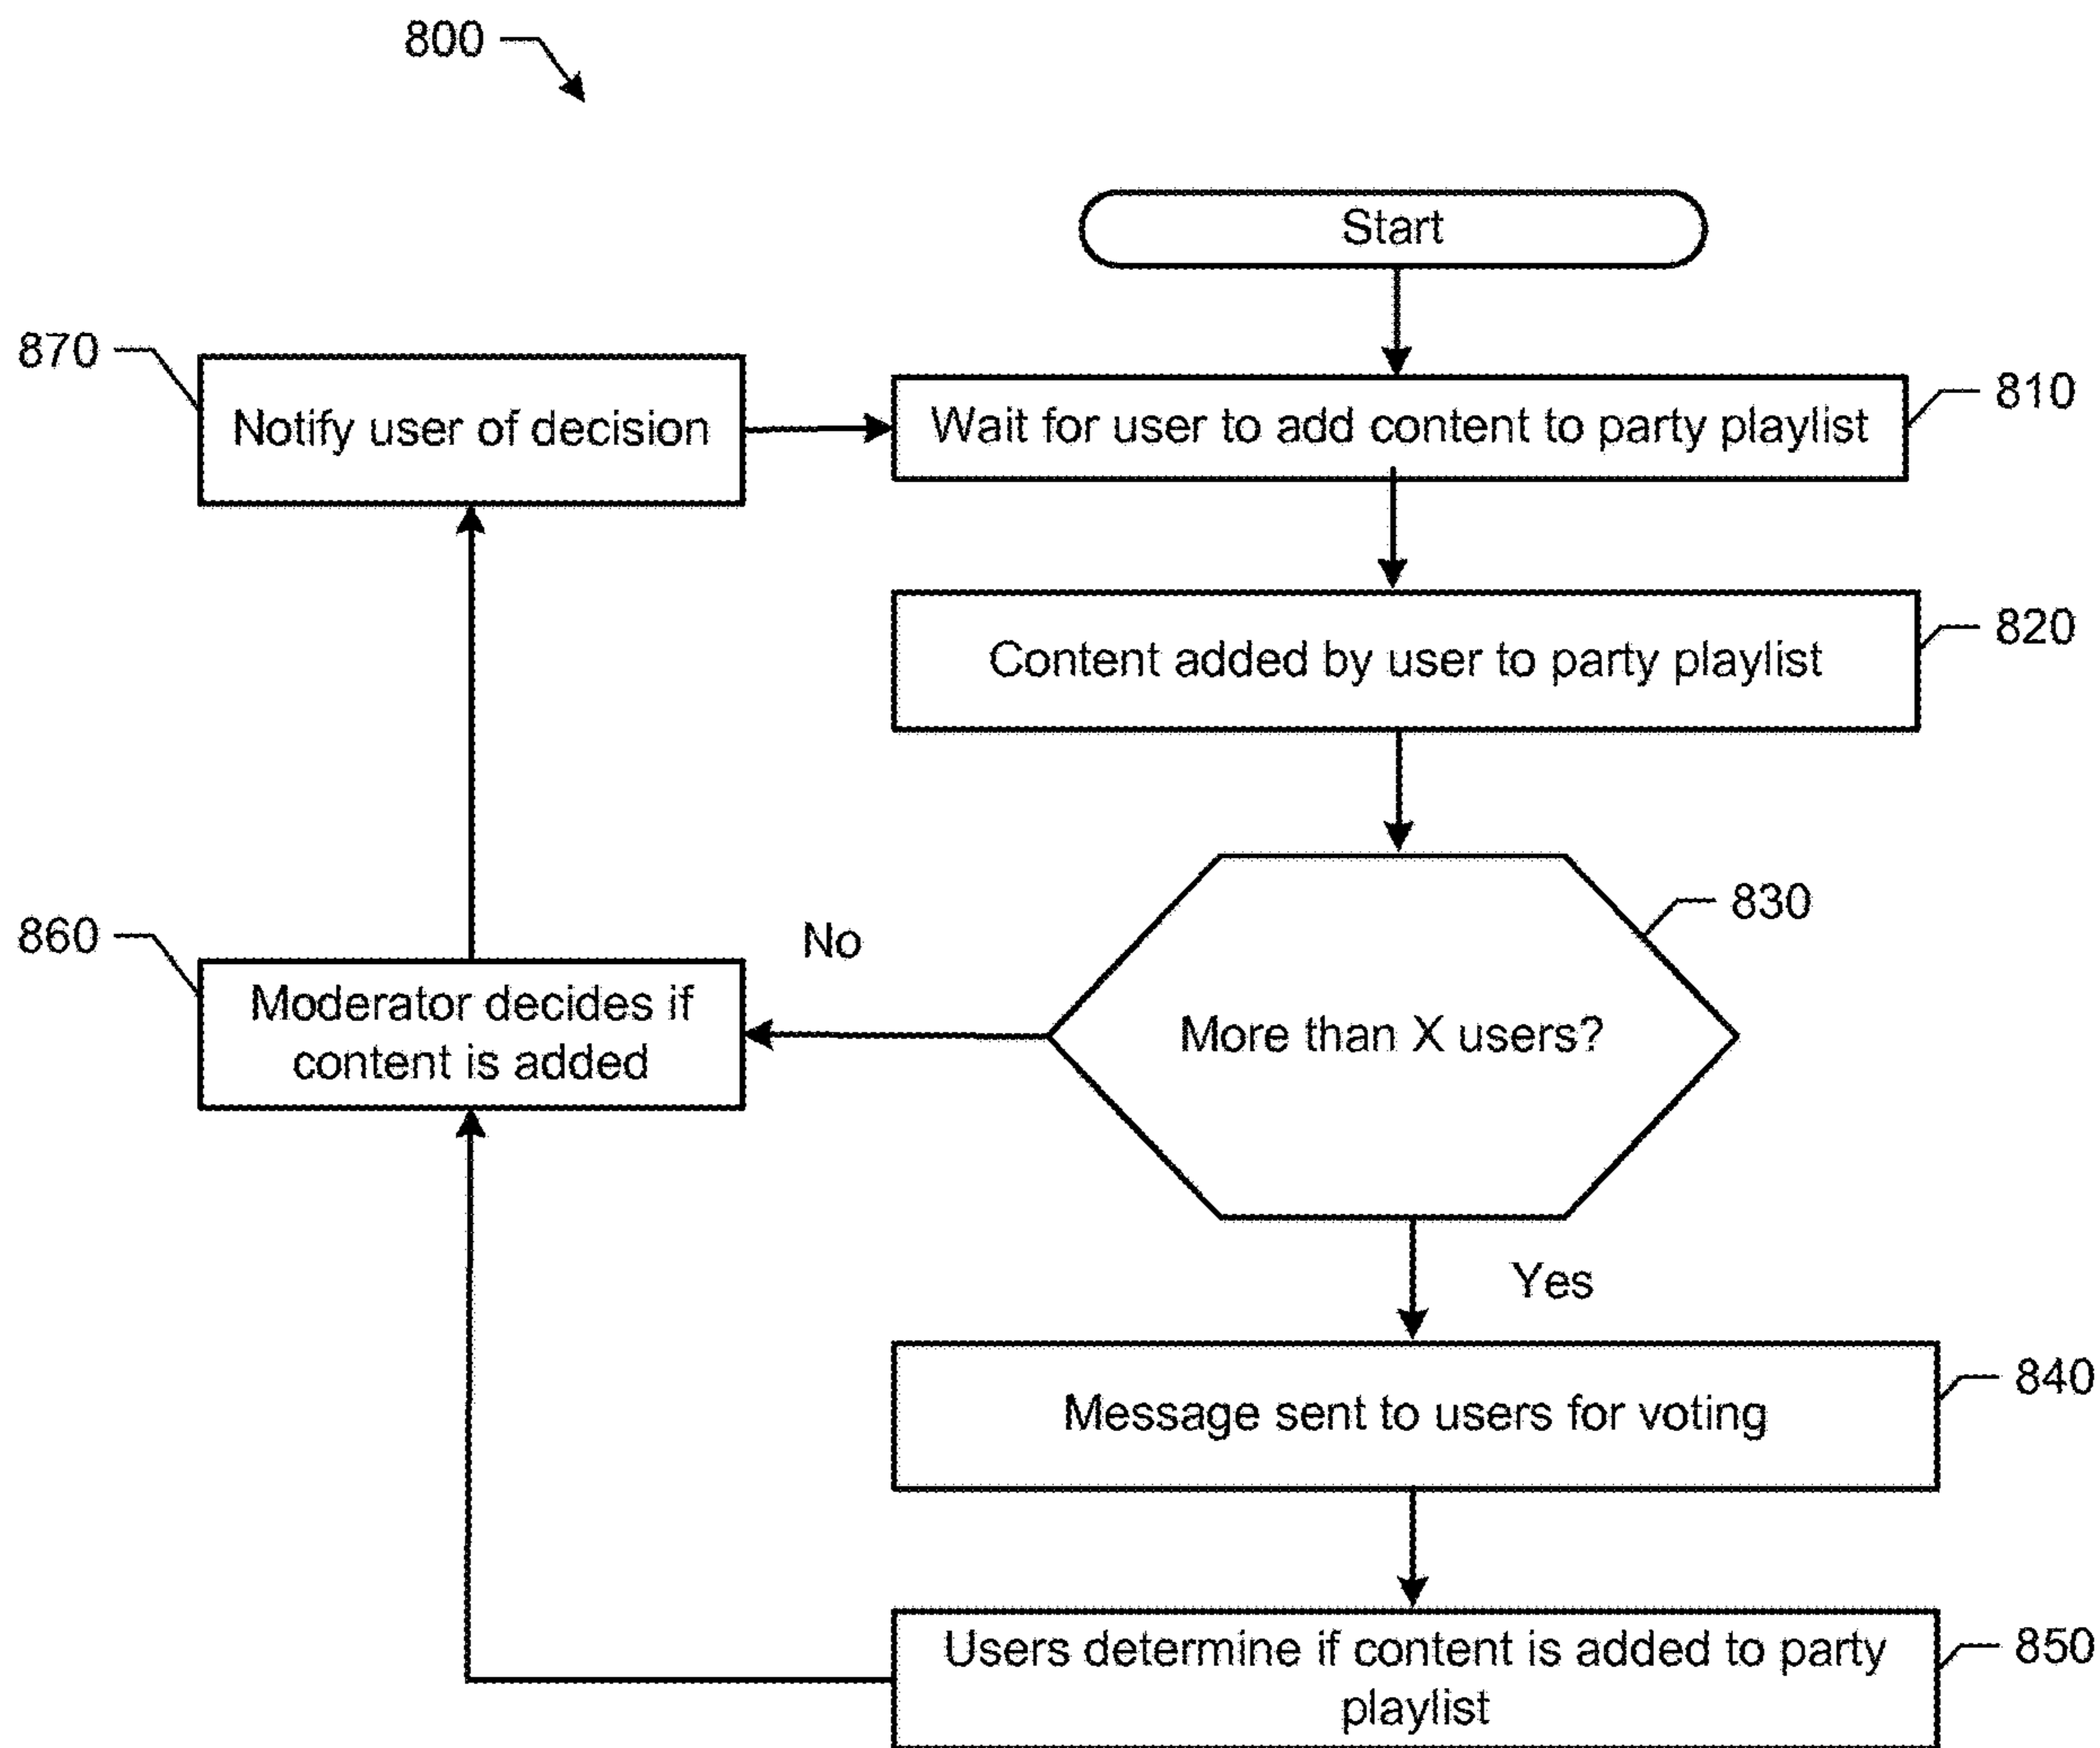 800
Start
870
Notify user of decision
Wait for user to add content to party playlist
810
Content added by user to party playlist
820
830
860
No
Moderator decides if
content is added
More than X users?
Yes
Message sent to users for voting
840
Users determine if content is added to party
playlist
850